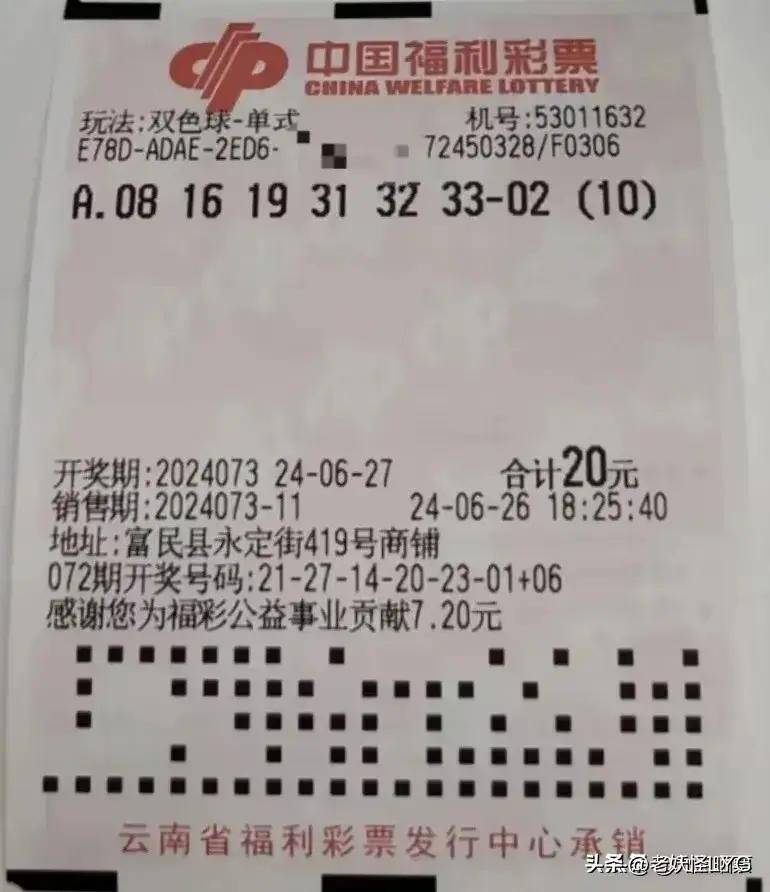 中国福利彩票
CHINA WELFARE LOTTERY
玩法:双色球-单式 机号:53011632
E78D-ADAE-2ED6- 72450328/F0306
A.08 16 19 31 32 33-02 (10)
开奖期:2024073 24-06-27 合计20元
销售期:2024073-11 24-06-26 18:25:40
地址:富民县永定街419号商铺
072期开奖号码:21-27-14-20-23-01+06
感谢您为福彩公益事业贡献7.20元
云南省福利彩票发行中心承销
头条 @老妖怪